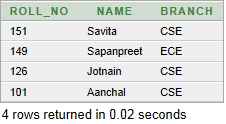 ROLL_NO NAME BRANCH
151 Savita CSE
149 Sapanpreet ECE
126 Jotnain CSE
101 Aanchal CSE
4 rows returned in 0.02 seconds